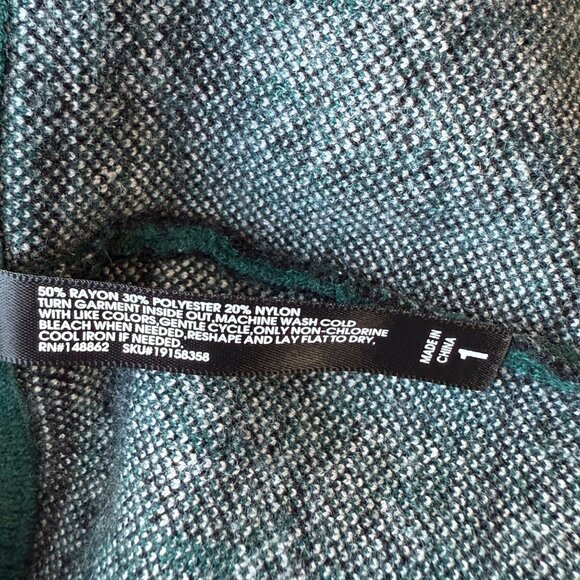 50% RAYON 30% POLYESTER 20% NYLON
TURN GARMENT INSIDE OUT,MACHINE WASH COLD
WITH LIKE COLORS,GENTLE CYCLE,ONLY NON-CHLORINE
BLEACH WHEN NEEDED,RESHAPE AND LAY FLAT TO DRY,
COOL IRON IF NEEDED.
RN#148862 SKU#19158358
MADE IN
CHINA
1